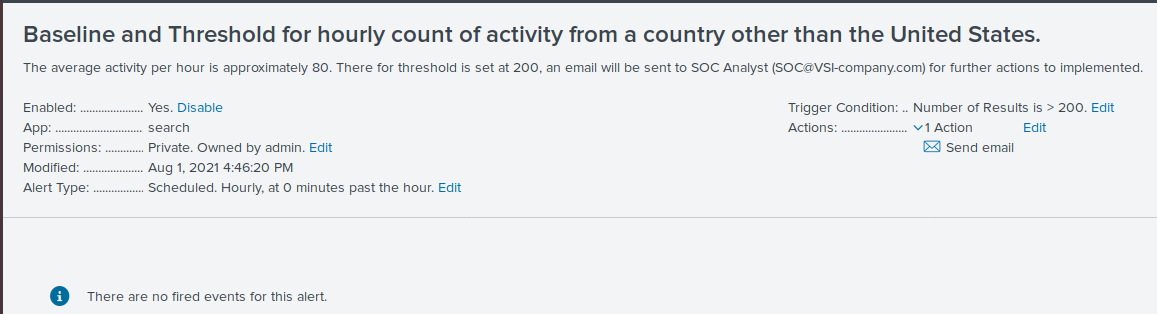 Baseline and Threshold for hourly count of activity from a country other than the United States.
The average activity per hour is approximately 80. There for threshold is set at 200, an email will be sent to SOC Analyst (SOC@VSI-company.com) for further actions to implemented.
Enabled: ..................... Yes. Disable
App: ............................. search
Permissions: ............. Private. Owned by admin. Edit
Modified: .................... Aug 1, 2021 4:46:20 PM
Alert Type: ................. Scheduled. Hourly, at 0 minutes past the hour. Edit
Trigger Condition: .. Number of Results is > 200. Edit
Actions: ...................... 1 Action Edit
Send email
There are no fired events for this alert.